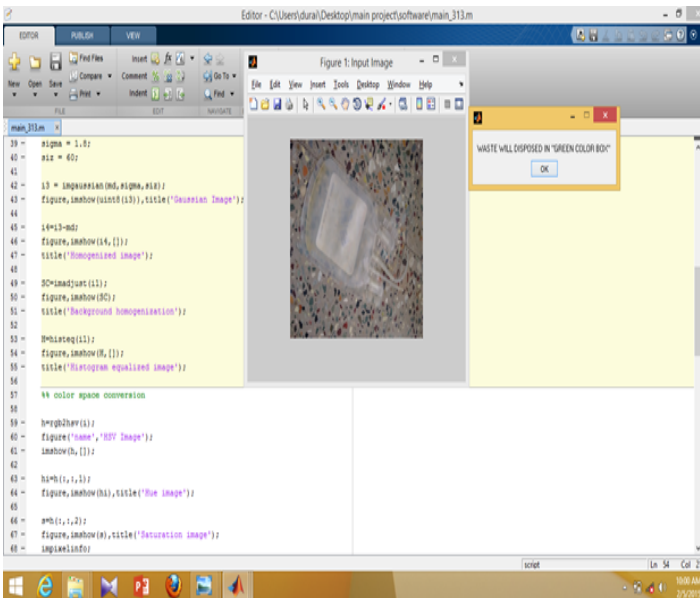 Editor - C:\Users\durai\Desktop\main project\software\main_313.m
EDITOR PUBLISH VIEW
New Open Save
Find Files
Compare
Print
Insert
Comment
Indent
Go To
Find
FILE EDIT NAVIGATE
main_313.m
39 - sigma = 1.8;
40 - siz = 60;
41
42 - i3 = imgaussian(md,sigma,siz);
43 - figure,imshow(uint8(i3)),title('Gaussian Image');
44
45 - i4=i3-md;
46 - figure,imshow(i4,[]);
47 - title('Homogenized image');
48
49 - SC=imadjust(i1);
50 - figure,imshow(SC);
51 - title('Background homogenization');
52
53 - H=histeq(i1);
54 - figure,imshow(H,[]);
55 - title('Histogram equalized image');
56
57 %% color space conversion
58
59 - h=rgb2hsv(i);
60 - figure('name','HSV Image');
61 - imshow(h,[]);
62
63 - hi=h(:,:,1);
64 - figure,imshow(hi),title('Hue image');
65
66 - s=h(:,:,2);
67 - figure,imshow(s),title('Saturation image');
68 - impixelinfo;
Figure 1: Input Image
File Edit View Insert Tools Desktop Window Help
WASTE WILL DISPOSED IN "GREEN COLOR BOX"
OK
script Ln 54 Col 2
10:00 AM